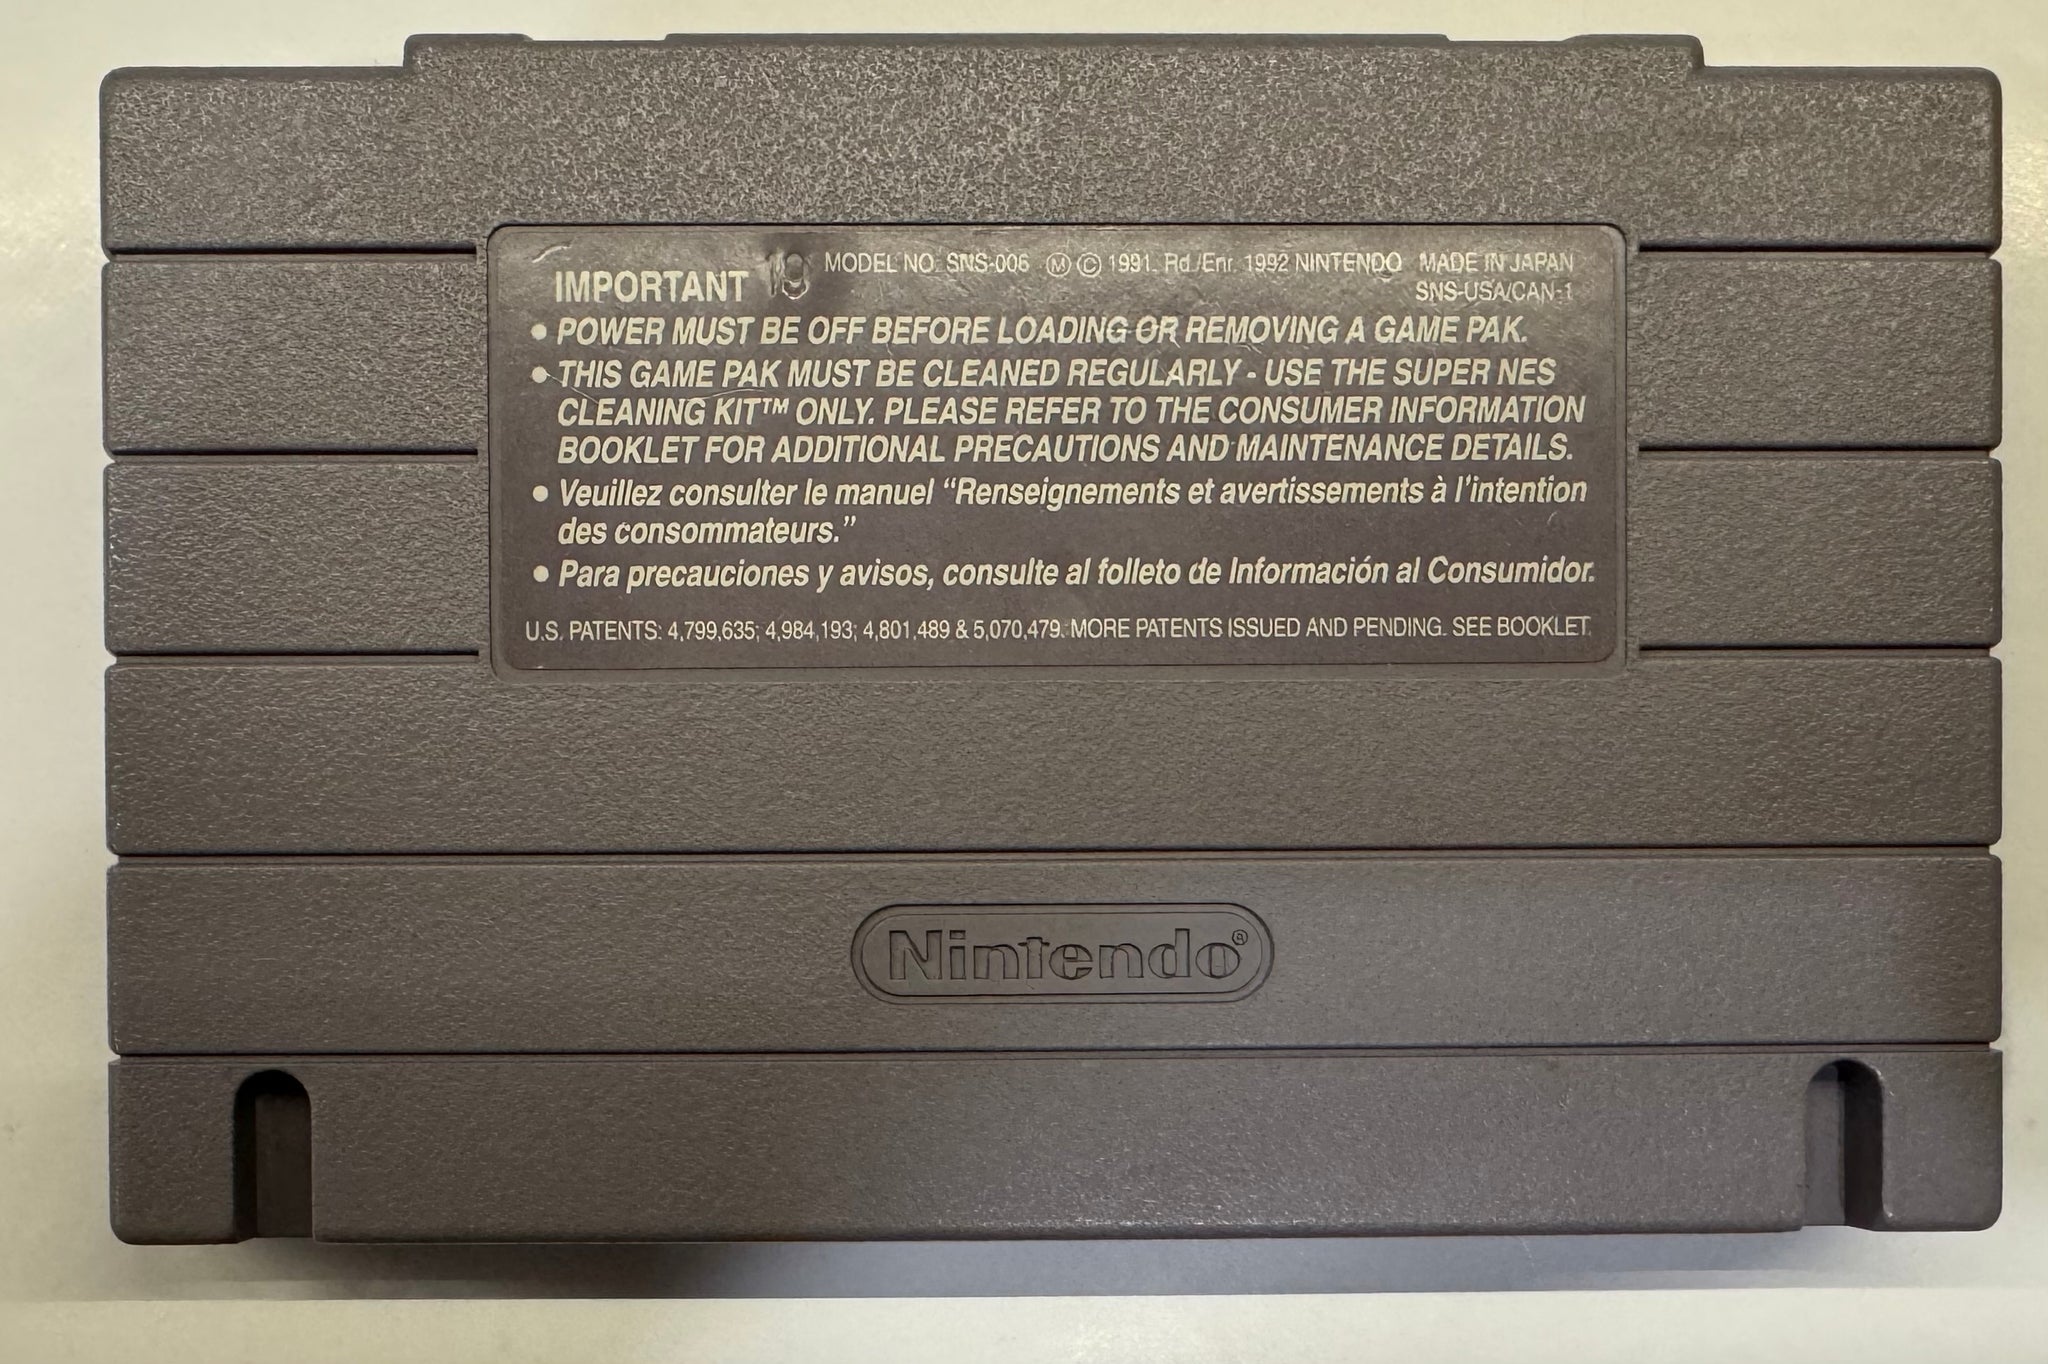 IMPORTANT 19 MODEL NO. SNS-006 Ⓜ © 1991. Rd./Enr. 1992 NINTENDO MADE IN JAPAN
SNS-USA/CAN-1
• POWER MUST BE OFF BEFORE LOADING OR REMOVING A GAME PAK.
• THIS GAME PAK MUST BE CLEANED REGULARLY - USE THE SUPER NES
CLEANING KIT™ ONLY. PLEASE REFER TO THE CONSUMER INFORMATION
BOOKLET FOR ADDITIONAL PRECAUTIONS AND MAINTENANCE DETAILS.
• Veuillez consulter le manuel “Renseignements et avertissements à l'intention
des consommateurs.”
• Para precauciones y avisos, consulte al folleto de Información al Consumidor.
U.S. PATENTS: 4,799,635; 4,984,193; 4,801,489 & 5,070,479. MORE PATENTS ISSUED AND PENDING. SEE BOOKLET.
Nintendo®